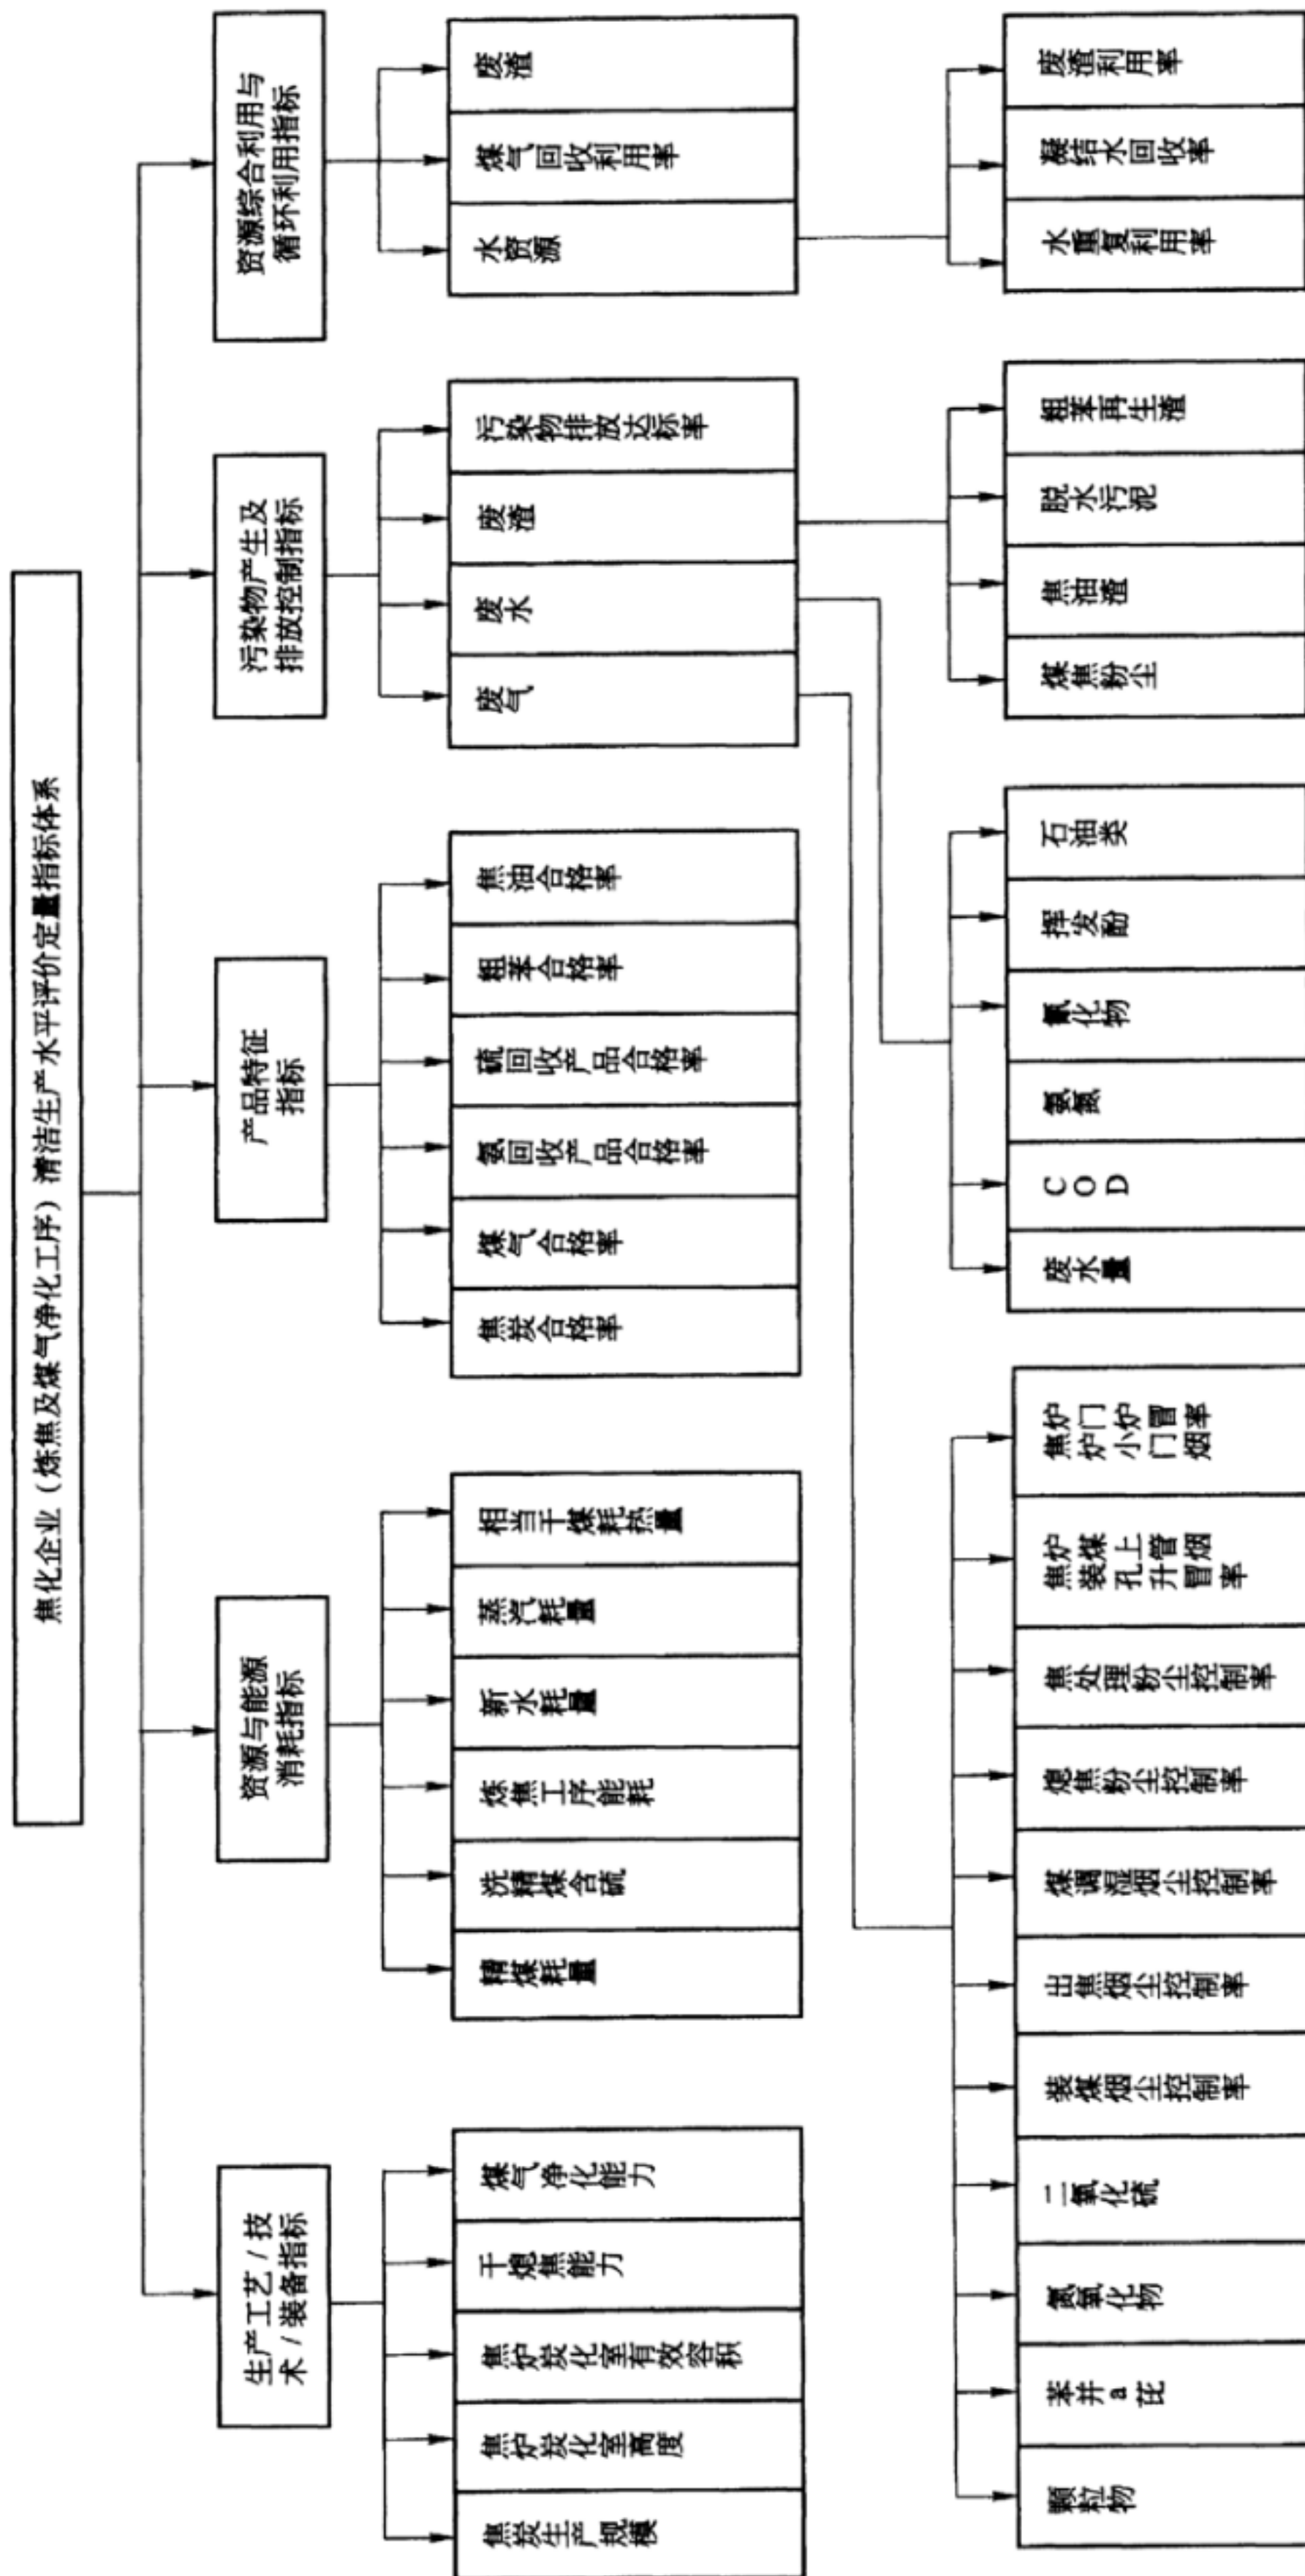 焦化企业（炼焦及煤气净化工序）清洁生产水平评价定量指标体系
生产工艺/技
术/装备指标
资源与能源
消耗指标
产品特征
指标
污染物产生及
排放控制指标
资源综合利用与
循环利用指标
焦炭生产规模
焦炉炭化室高度
焦炉炭化室有效容积
干熄焦能力
煤气净化能力
精煤耗量
洗精煤含硫
炼焦工序能耗
新水耗量
蒸汽耗量
相当干煤耗热量
焦炭合格率
煤气合格率
氨回收产品合格率
硫回收产品合格率
粗苯合格率
焦油合格率
废气
废水
废渣
污染物排放达标率
水资源
煤气回收利用率
废渣
颗粒物
苯并a芘
氮氧化物
二氧化硫
装煤烟尘控制率
出焦烟尘控制率
煤调湿烟尘控制率
熄焦粉尘控制率
焦处理粉尘控制率
焦炉
装煤
孔上
升管
冒烟
率
焦炉
炉门
小炉
门冒
烟率
废水量
COD
氨氮
氰化物
挥发酚
石油类
煤焦粉尘
焦油渣
脱水污泥
粗苯再生渣
水重复利用率
凝结水回收率
废渣利用率